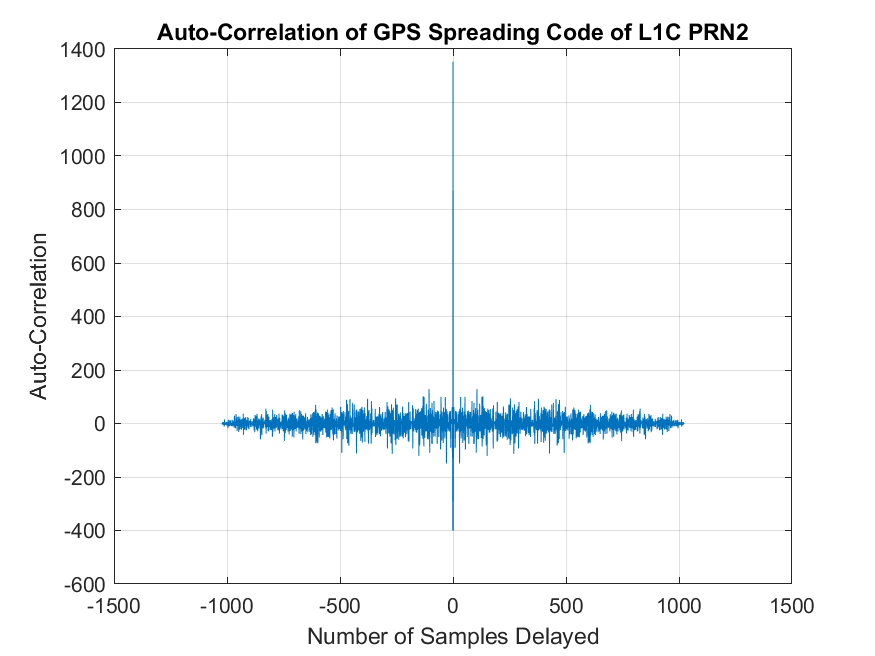 Auto-Correlation of GPS Spreading Code of L1C PRN2
1400
1200
1000
800
600
400
200
0
-200
-400
-600
Auto-Correlation
-1500 -1000 -500 0 500 1000 1500
Number of Samples Delayed